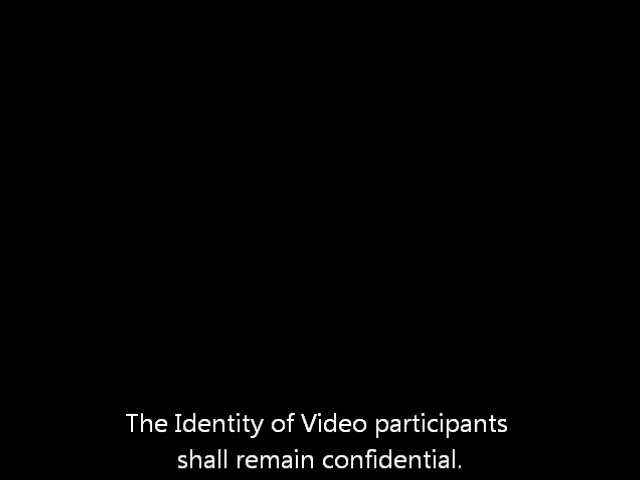 The Identity of Video participants
shall remain confidential.